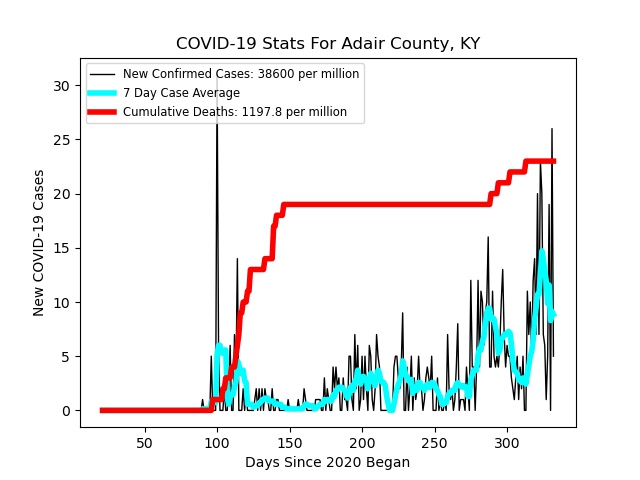 COVID-19 Stats For Adair County, KY
New Confirmed Cases: 38600 per million
7 Day Case Average
Cumulative Deaths: 1197.8 per million
New COVID-19 Cases
30
25
20
15
10
5
0
50 100 150 200 250 300
Days Since 2020 Began